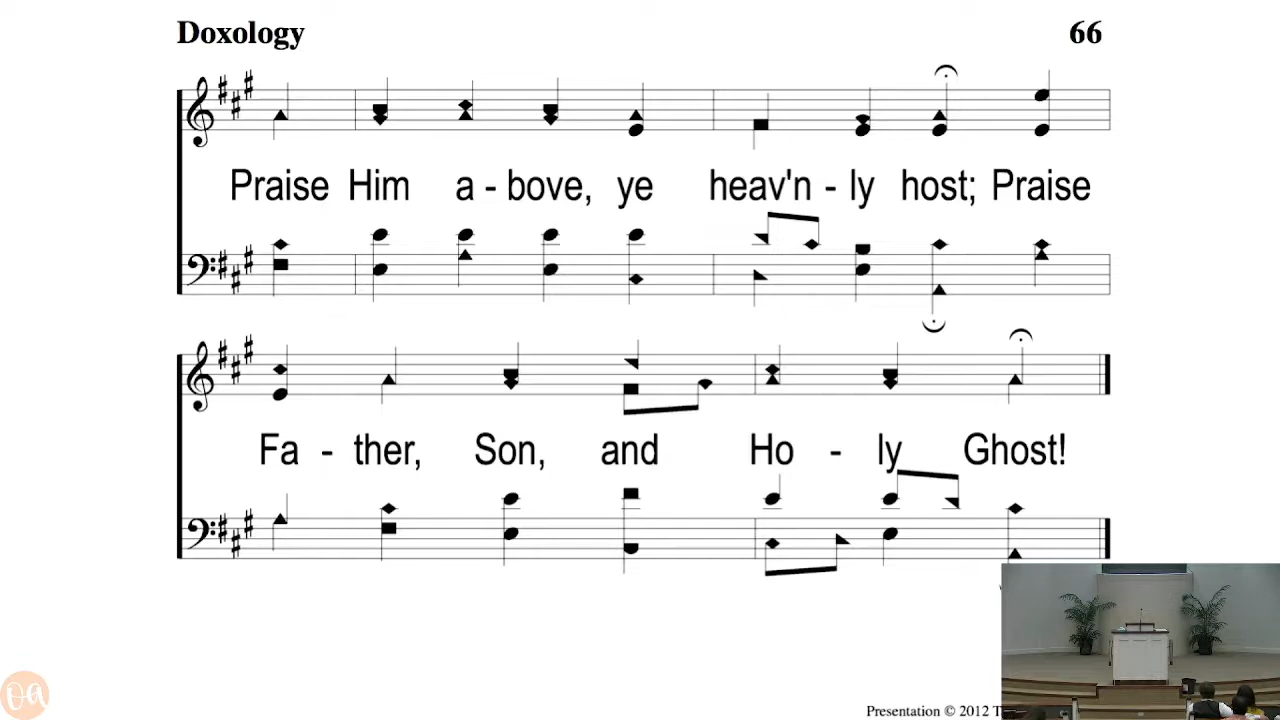 Doxology 66
Praise Him a - bove, ye heav'n - ly host; Praise
Fa - ther, Son, and Ho - ly Ghost!
Presentation © 2012